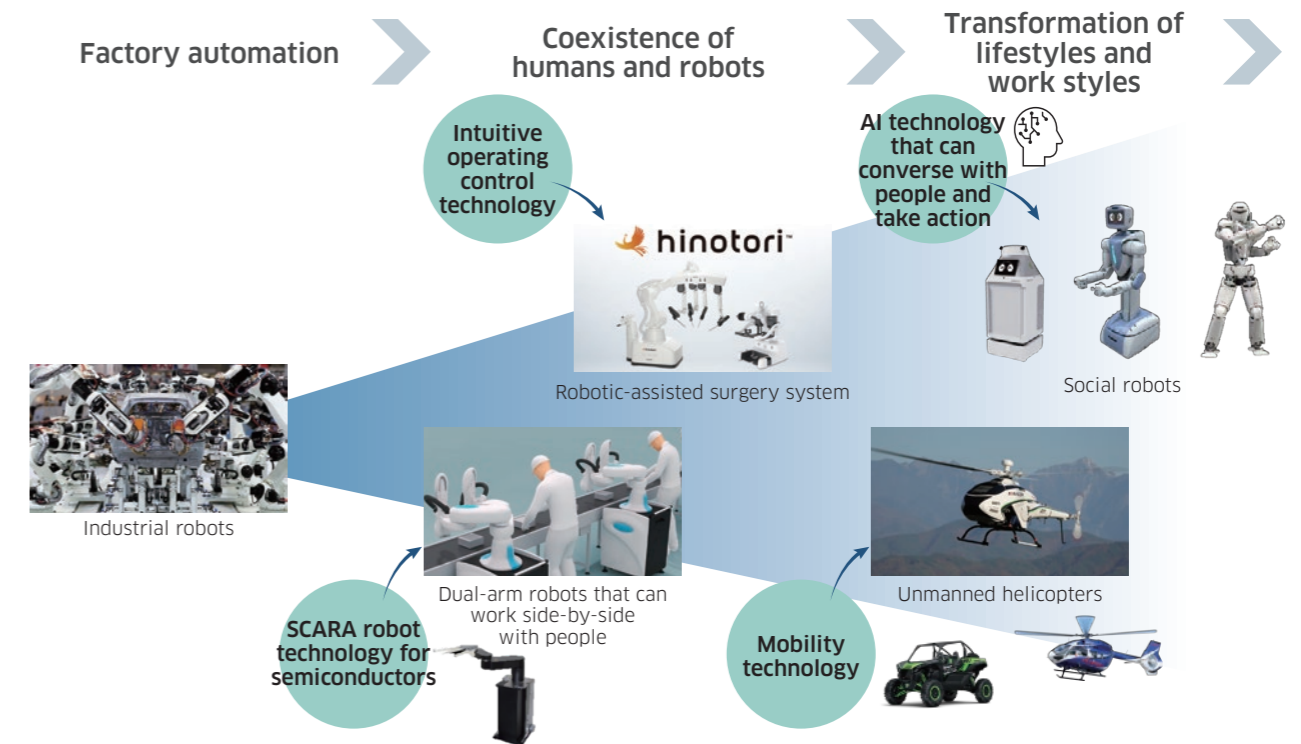 Factory automation
Coexistence of
humans and robots
Transformation of
lifestyles and
work styles
Intuitive
operating
control
technology
AI technology
that can
converse with
people and
take action
hinotori™
Robotic-assisted surgery system
Social robots
Industrial robots
Dual-arm robots that can
work side-by-side
with people
Unmanned helicopters
SCARA robot
technology for
semiconductors
Mobility
technology